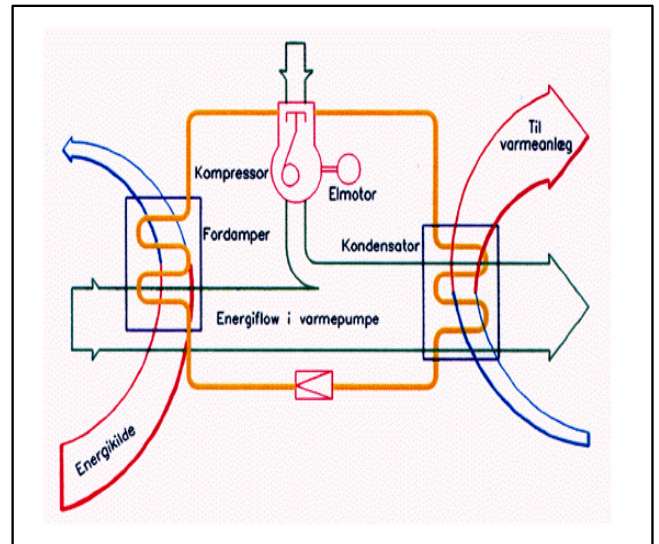 Til
varmeanlæg
Kompressor
Elmotor
Fordamper
Kondensator
Energiflow i varmepumpe
Energikilde